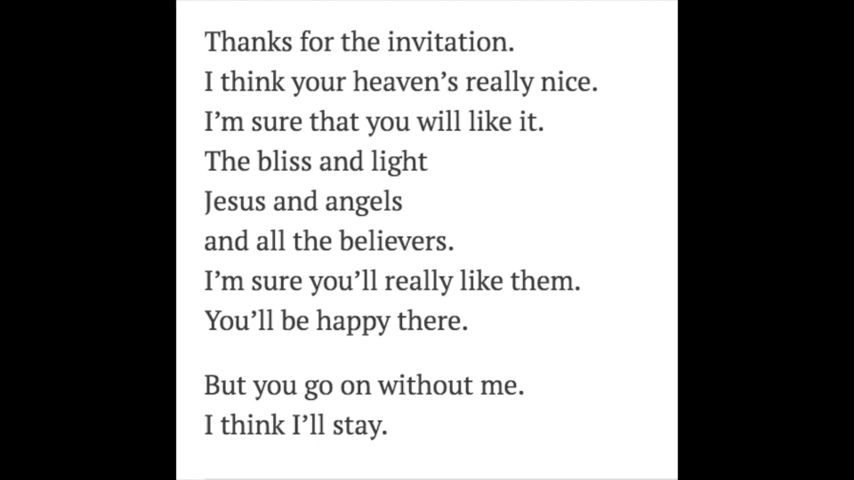 Thanks for the invitation.
I think your heaven’s really nice.
I’m sure that you will like it.
The bliss and light
Jesus and angels
and all the believers.
I’m sure you’ll really like them.
You’ll be happy there.
But you go on without me.
I think I’ll stay.